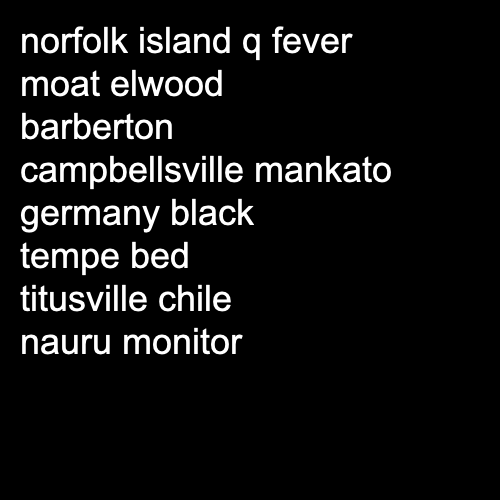 norfolk island q fever
moat elwood
barberton
campbellsville mankato
germany black
tempe bed
titusville chile
nauru monitor